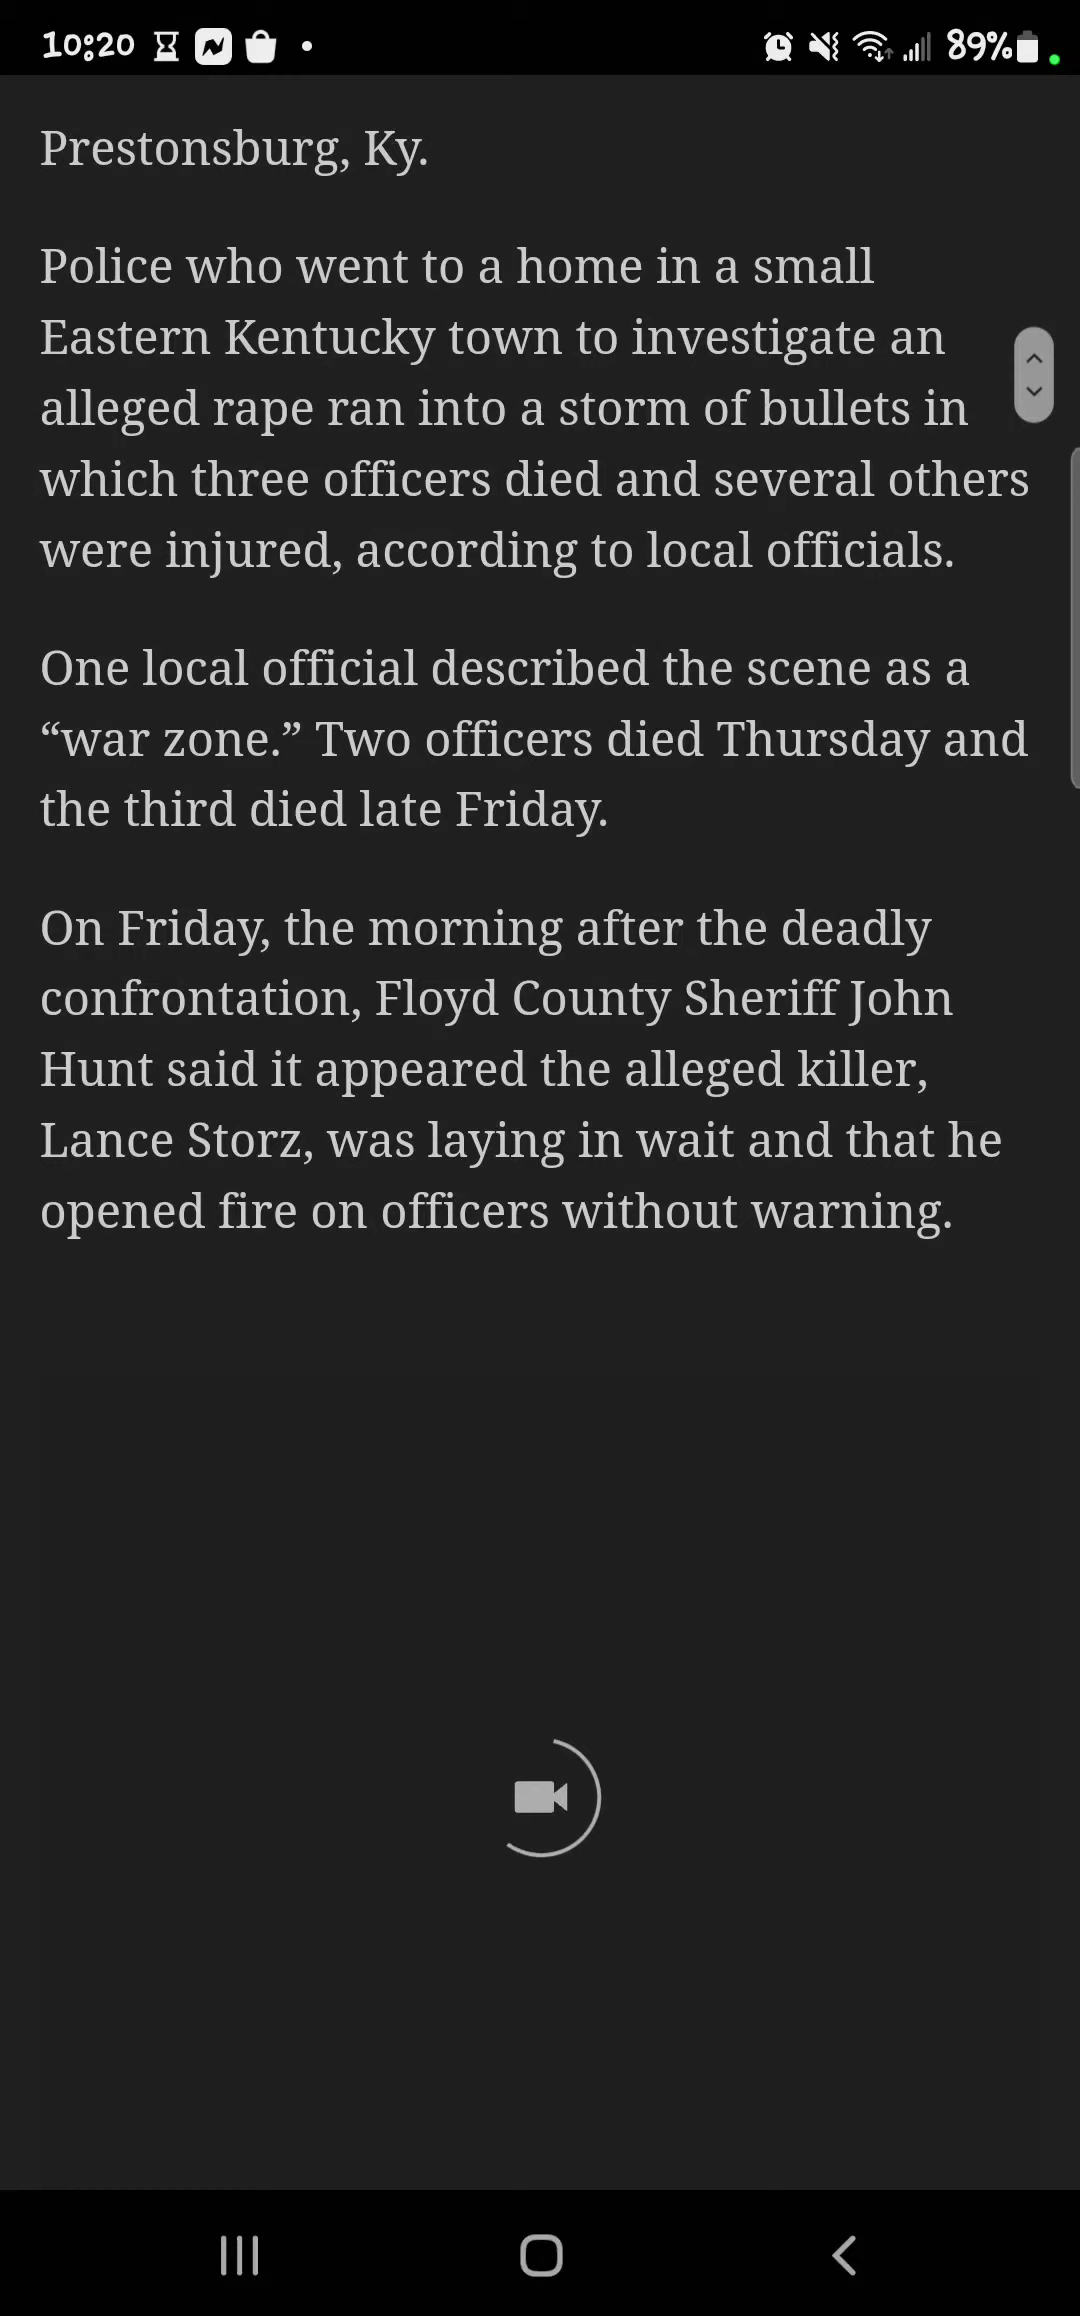 10:20
89%
Prestonsburg, Ky.
Police who went to a home in a small
Eastern Kentucky town to investigate an
alleged rape ran into a storm of bullets in
which three officers died and several others
were injured, according to local officials.
One local official described the scene as a
“war zone.” Two officers died Thursday and
the third died late Friday.
On Friday, the morning after the deadly
confrontation, Floyd County Sheriff John
Hunt said it appeared the alleged killer,
Lance Storz, was laying in wait and that he
opened fire on officers without warning.